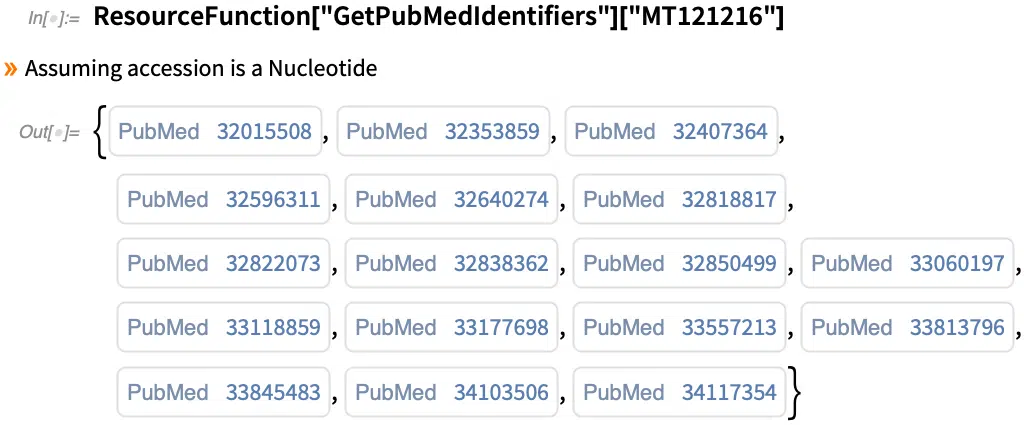 In[•]:= ResourceFunction["GetPubMedIdentifiers"]["MT121216"]
» Assuming accession is a Nucleotide
Out[•]= {PubMed 32015508, PubMed 32353859, PubMed 32407364,
PubMed 32596311, PubMed 32640274, PubMed 32818817,
PubMed 32822073, PubMed 32838362, PubMed 32850499, PubMed 33060197,
PubMed 33118859, PubMed 33177698, PubMed 33557213, PubMed 33813796,
PubMed 33845483, PubMed 34103506, PubMed 34117354}